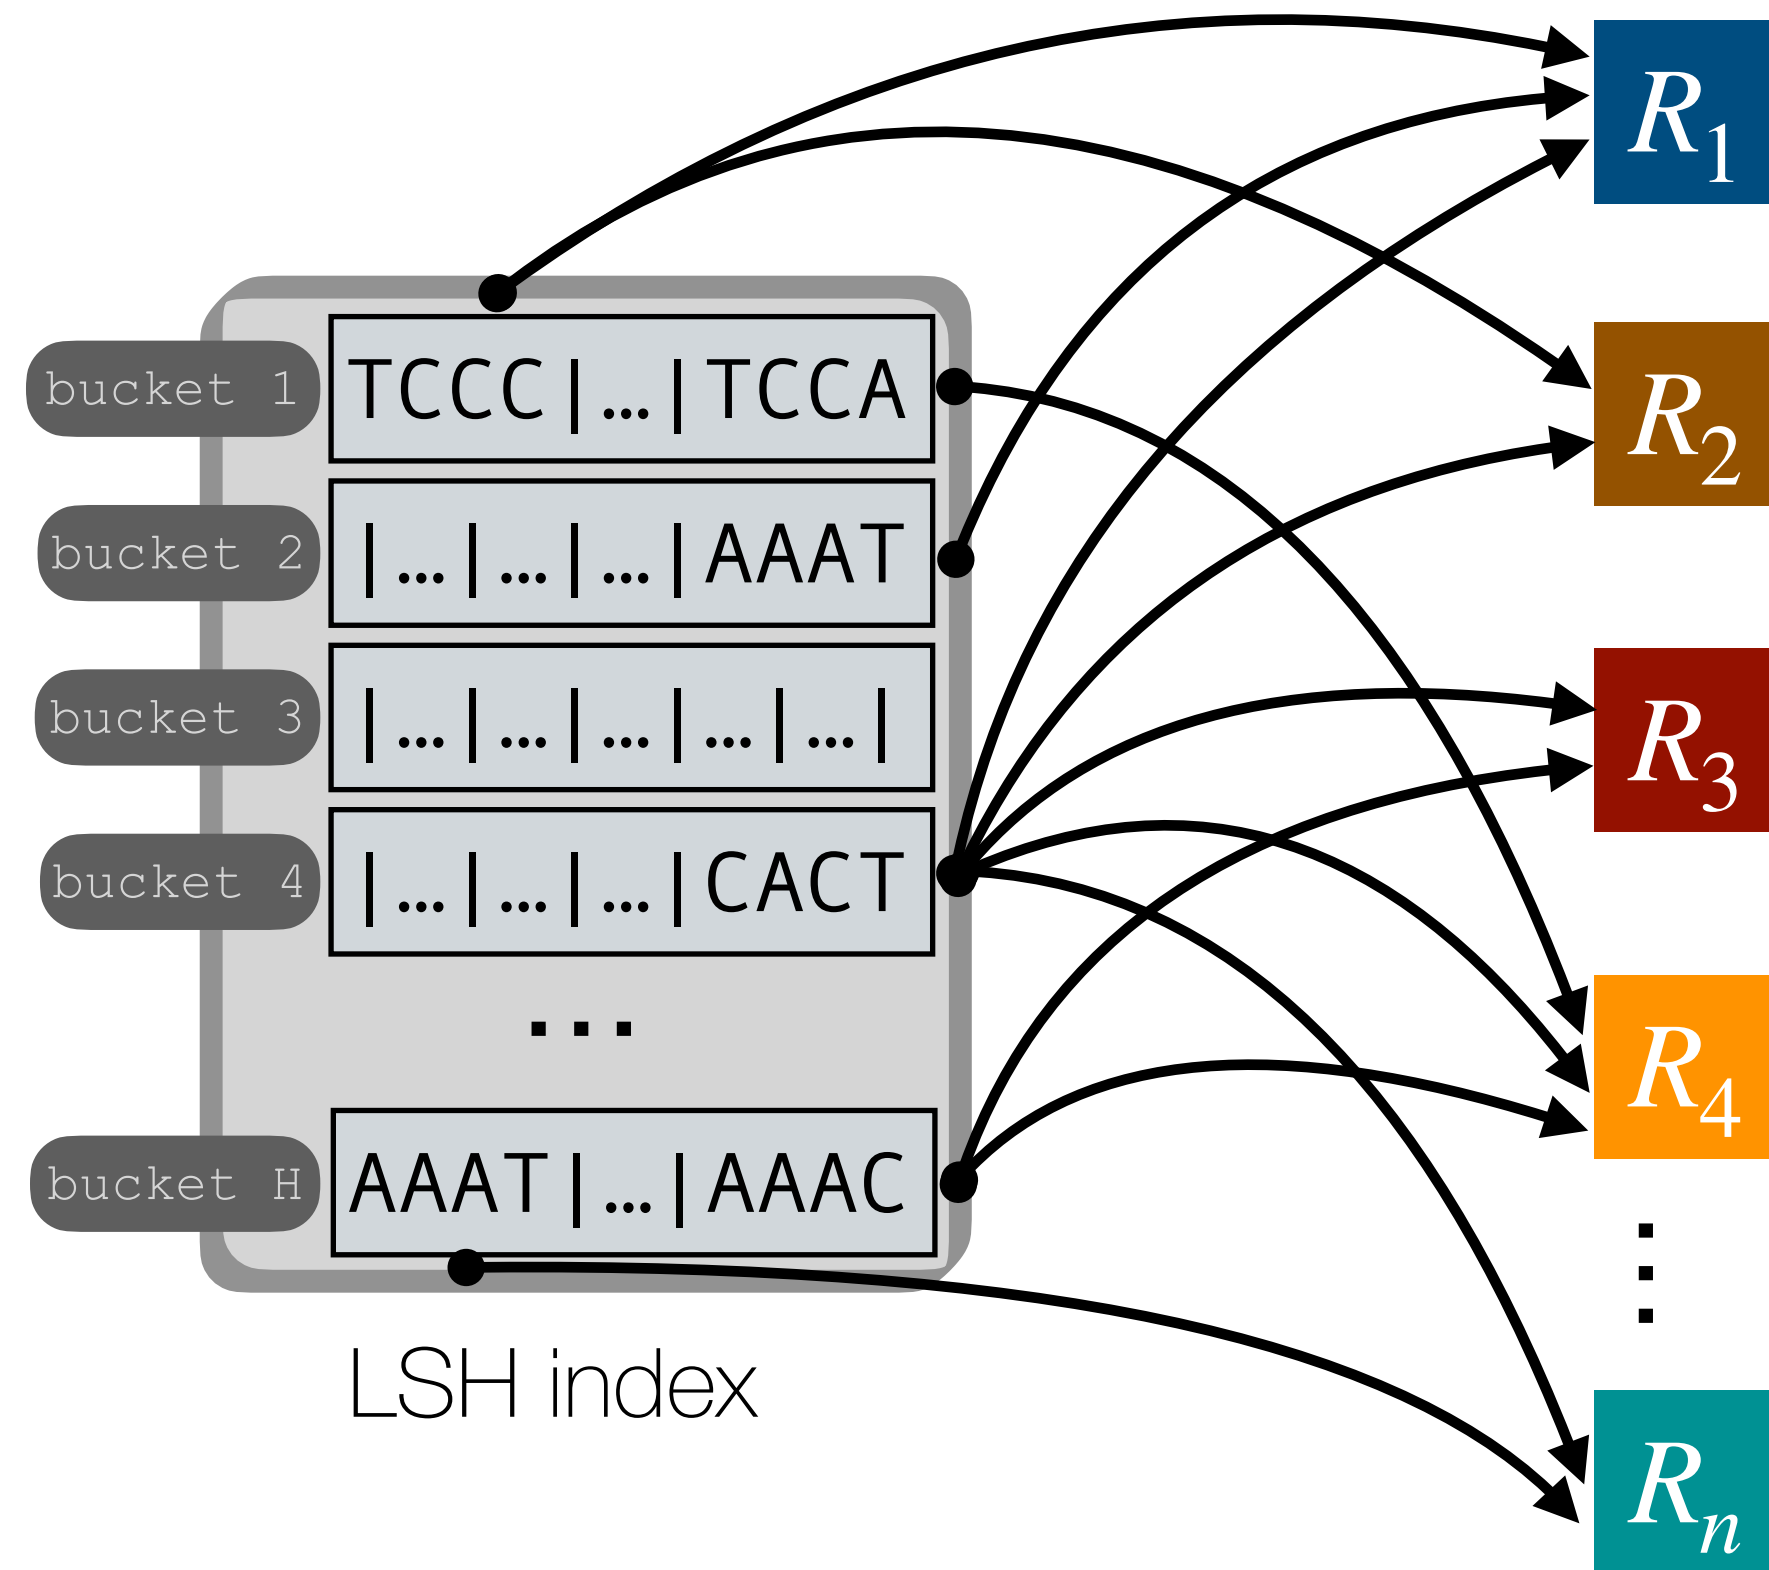 R1
R2
bucket 1 TCCC|…|TCCA
bucket 2 |…|…|…|AAAT
bucket 3 |…|…|…|…|…|
R3
bucket 4 |…|…|…|CACT
...
R4
bucket H AAAT|…|AAAC
...
LSH index
Rn